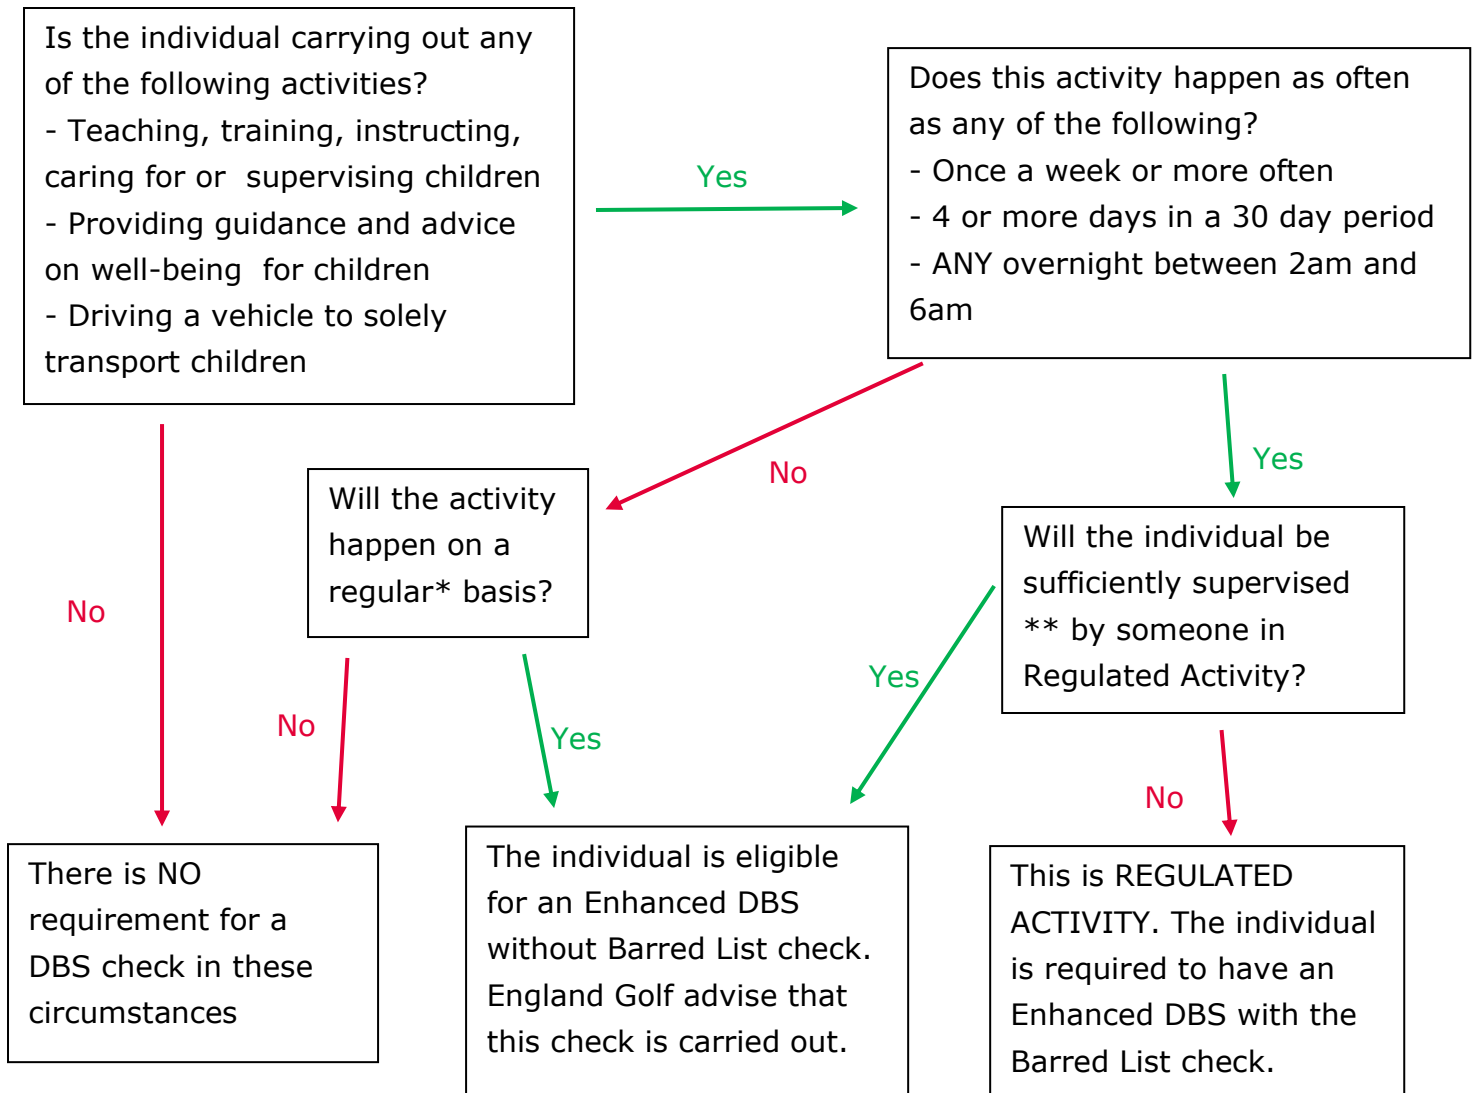 Is the individual carrying out any
of the following activities?
- Teaching, training, instructing,
caring for or  supervising children
- Providing guidance and advice
on well-being  for children
- Driving a vehicle to solely
transport children
Yes
Does this activity happen as often
as any of the following?
- Once a week or more often
- 4 or more days in a 30 day period
- ANY overnight between 2am and
6am
No
Yes
Will the activity
happen on a
regular* basis?
Will the individual be
sufficiently supervised
** by someone in
Regulated Activity?
No
No
Yes
Yes
No
There is NO
requirement for a
DBS check in these
circumstances
The individual is eligible
for an Enhanced DBS
without Barred List check.
England Golf advise that
this check is carried out.
This is REGULATED
ACTIVITY. The individual
is required to have an
Enhanced DBS with the
Barred List check.